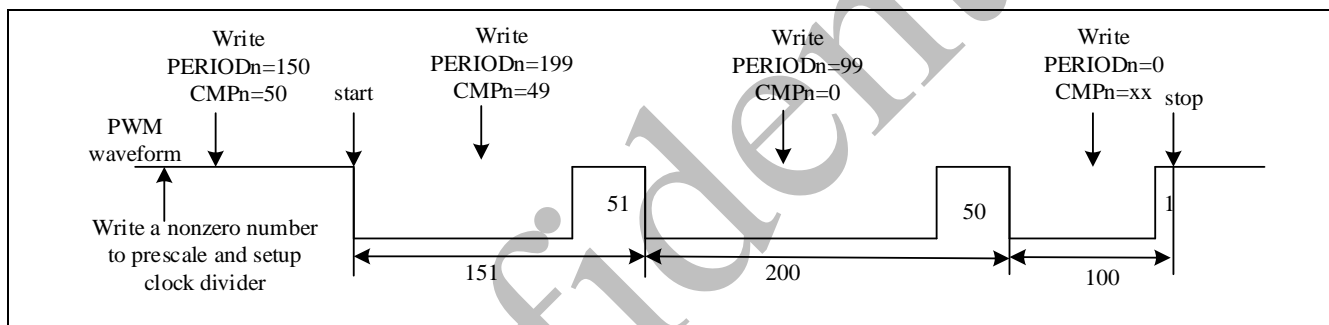 Write
PERIODn=150
CMPn=50
start
Write
PERIODn=199
CMPn=49
Write
PERIODn=99
CMPn=0
Write
PERIODn=0
CMPn=xx
stop
PWM
waveform
51
50
1
Write a nonzero number
to prescale and setup
clock divider
151
200
100